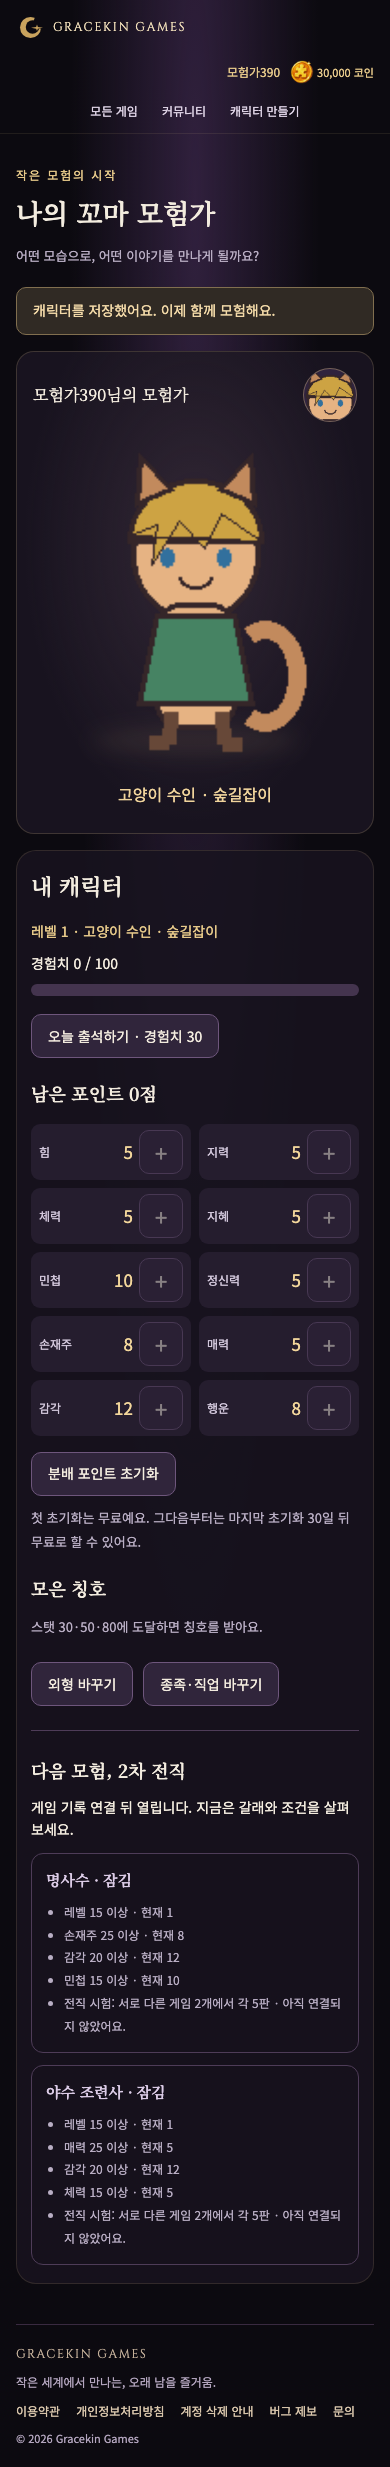 GRACEKIN GAMES
모험가390 30,000 코인
모든 게임 커뮤니티 캐릭터 만들기
작은 모험의 시작
나의 꼬마 모험가
어떤 모습으로, 어떤 이야기를 만나게 될까요?
캐릭터를 저장했어요. 이제 함께 모험해요.
모험가390님의 모험가
고양이 수인 · 숲길잡이
내 캐릭터
레벨 1 · 고양이 수인 · 숲길잡이
경험치 0 / 100
오늘 출석하기 · 경험치 30
남은 포인트 0점
힘 5 + 지력 5 +
체력 5 + 지혜 5 +
민첩 10 + 정신력 5 +
손재주 8 + 매력 5 +
감각 12 + 행운 8 +
분배 포인트 초기화
첫 초기화는 무료예요. 그다음부터는 마지막 초기화 30일 뒤
무료로 할 수 있어요.
모은 칭호
스탯 30·50·80에 도달하면 칭호를 받아요.
외형 바꾸기 종족·직업 바꾸기
다음 모험, 2차 전직
게임 기록 연결 뒤 열립니다. 지금은 갈래와 조건을 살펴
보세요.
명사수 · 잠김
레벨 15 이상 · 현재 1
손재주 25 이상 · 현재 8
감각 20 이상 · 현재 12
민첩 15 이상 · 현재 10
전직 시험: 서로 다른 게임 2개에서 각 5판 · 아직 연결되
지 않았어요.
야수 조련사 · 잠김
레벨 15 이상 · 현재 1
매력 25 이상 · 현재 5
감각 20 이상 · 현재 12
체력 15 이상 · 현재 5
전직 시험: 서로 다른 게임 2개에서 각 5판 · 아직 연결되
지 않았어요.
GRACEKIN GAMES
작은 세계에서 만나는, 오래 남을 즐거움.
이용약관 개인정보처리방침 계정 삭제 안내 버그 제보 문의
© 2026 Gracekin Games